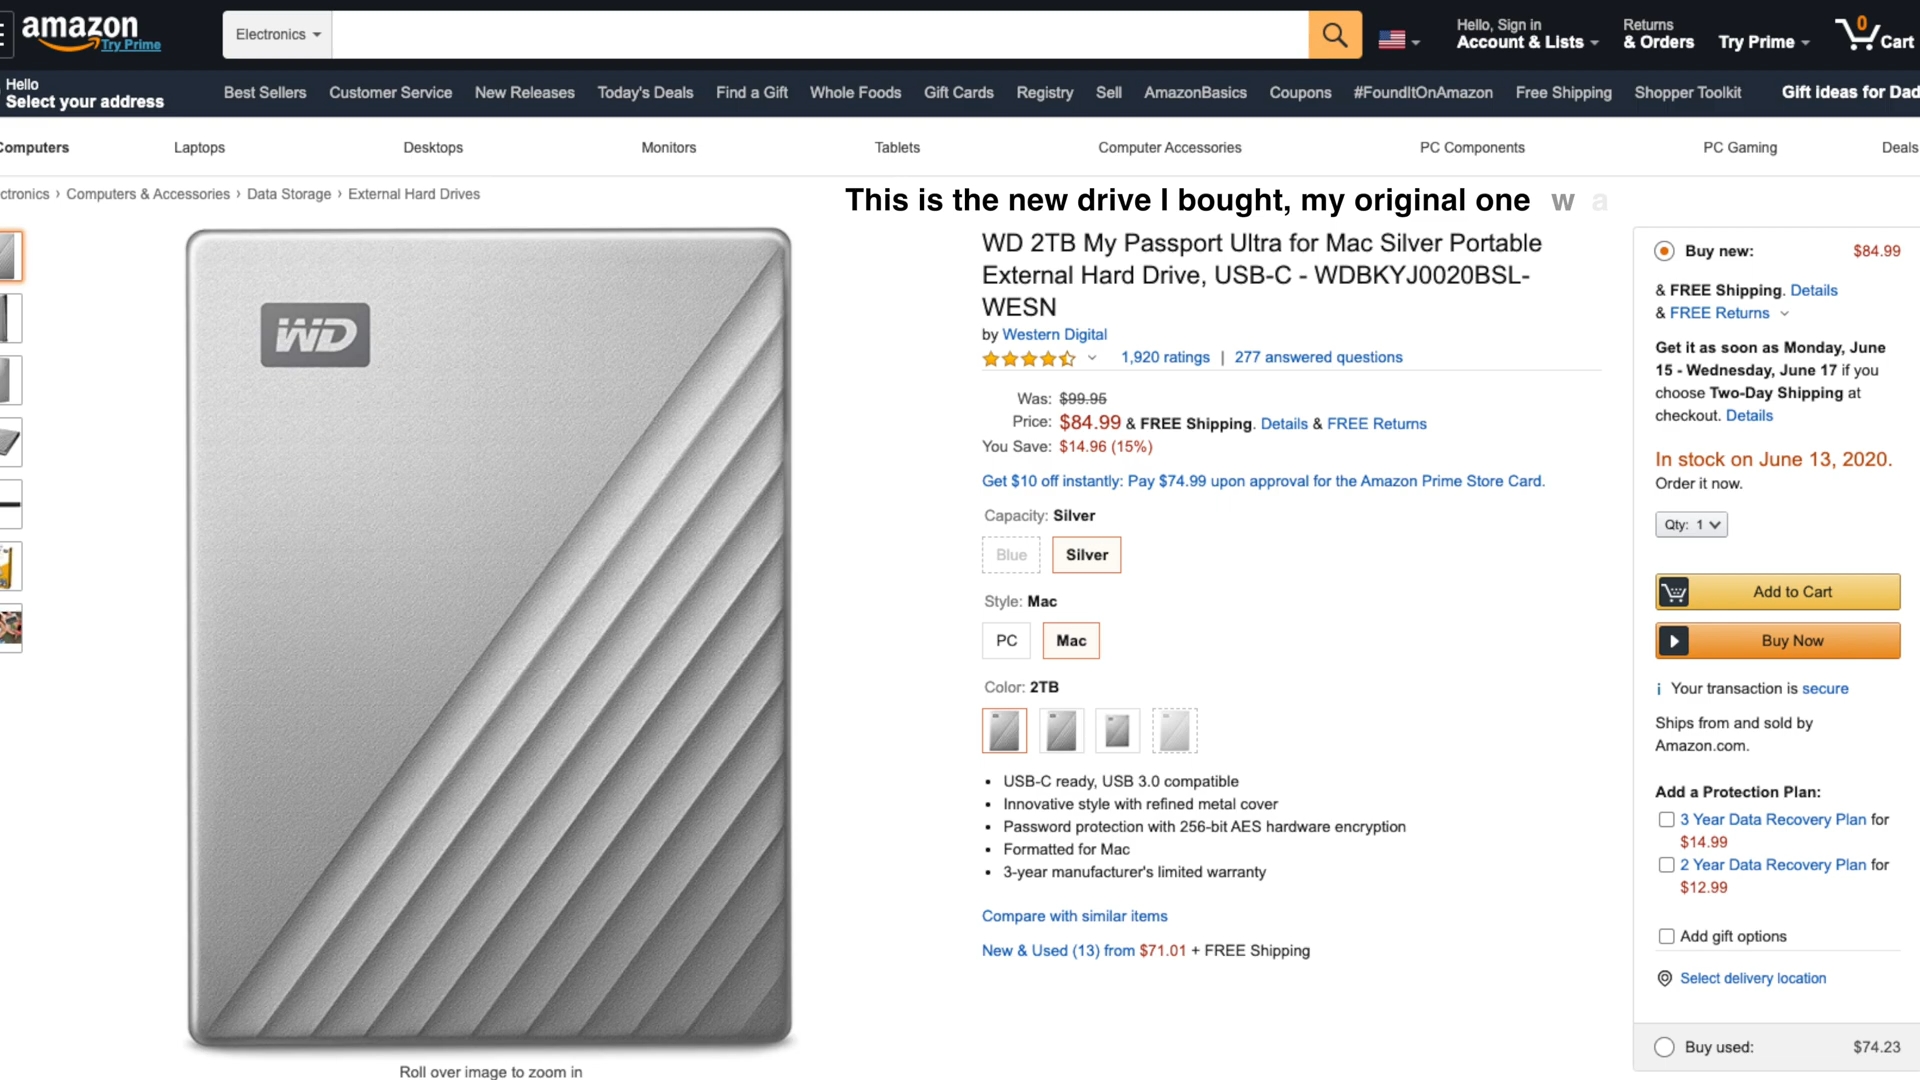 amazon
Try Prime
Electronics
Hello, Sign in
Account & Lists
Returns
& Orders
Try Prime
0
Cart
Hello
Select your address
Best Sellers
Customer Service
New Releases
Today's Deals
Find a Gift
Whole Foods
Gift Cards
Registry
Sell
AmazonBasics
Coupons
#FoundItOnAmazon
Free Shipping
Shopper Toolkit
Gift ideas for Dad
Computers
Laptops
Desktops
Monitors
Tablets
Computer Accessories
PC Components
PC Gaming
Deals
ctronics › Computers & Accessories › Data Storage › External Hard Drives
This is the new drive I bought, my original one w a
WD
Roll over image to zoom in
WD 2TB My Passport Ultra for Mac Silver Portable
External Hard Drive, USB-C - WDBKYJ0020BSL-
WESN
by Western Digital
1,920 ratings | 277 answered questions
Was: $99.95
Price: $84.99 & FREE Shipping. Details & FREE Returns
You Save: $14.96 (15%)
Get $10 off instantly: Pay $74.99 upon approval for the Amazon Prime Store Card.
Capacity: Silver
Blue
Silver
Style: Mac
PC
Mac
Color: 2TB
• USB-C ready, USB 3.0 compatible
• Innovative style with refined metal cover
• Password protection with 256-bit AES hardware encryption
• Formatted for Mac
• 3-year manufacturer's limited warranty
Compare with similar items
New & Used (13) from $71.01 + FREE Shipping
Buy new: $84.99
& FREE Shipping. Details
& FREE Returns
Get it as soon as Monday, June
15 - Wednesday, June 17 if you
choose Two-Day Shipping at
checkout. Details
In stock on June 13, 2020.
Order it now.
Qty: 1
Add to Cart
Buy Now
Your transaction is secure
Ships from and sold by
Amazon.com.
Add a Protection Plan:
3 Year Data Recovery Plan for
$14.99
2 Year Data Recovery Plan for
$12.99
Add gift options
Select delivery location
Buy used: $74.23